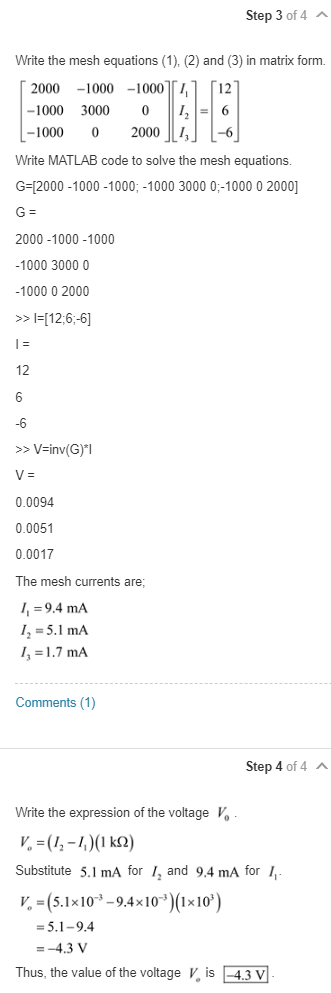 Step 3 of 4
Write the mesh equations (1), (2) and (3) in matrix form.
[ 2000 -1000 -1000 ] [ I₁ ] = [ 12 ]
[ -1000 3000 0 ] [ I₂ ] = [ 6 ]
[ -1000 0 2000 ] [ I₃ ] = [ -6 ]
Write MATLAB code to solve the mesh equations.
G=[2000 -1000 -1000; -1000 3000 0;-1000 0 2000]
G =
2000 -1000 -1000
-1000 3000 0
-1000 0 2000
>> I=[12;6;-6]
I =
12
6
-6
>> V=inv(G)*I
V =
0.0094
0.0051
0.0017
The mesh currents are;
I₁ = 9.4 mA
I₂ = 5.1 mA
I₃ = 1.7 mA
Comments (1)
Step 4 of 4
Write the expression of the voltage Vₒ .
Vₒ = (I₂ – I₁)(1 kΩ)
Substitute 5.1 mA for I₂ and 9.4 mA for I₁.
Vₒ = (5.1×10⁻³ – 9.4×10⁻³)(1×10³)
= 5.1 – 9.4
= –4.3 V
Thus, the value of the voltage Vₒ is –4.3 V .